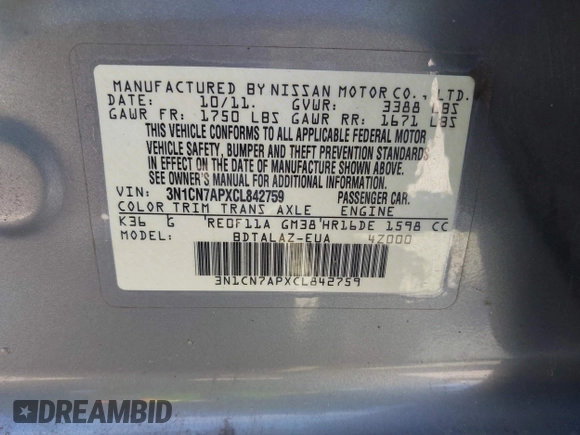 MANUFACTURED BY NISSAN MOTOR CO., LTD.
DATE: 10/11. GVWR: 3388 LBS
GAWR FR: 1750 LBS GAWR RR: 1671 LBS
THIS VEHICLE CONFORMS TO ALL APPLICABLE FEDERAL MOTOR
VEHICLE SAFETY, BUMPER AND THEFT PREVENTION STANDARDS
IN EFFECT ON THE DATE OF MANUFACTURE SHOWN ABOVE.
SEE OWNER'S MANUAL FOR ADDITIONAL INFO.
VIN: 3N1CN7APXCL842759 PASSENGER CAR.
COLOR TRIM TRANS AXLE ENGINE
K36 G RE0F11A GM38 HR16DE 1598 CC
MODEL: BDTALAZ-EUA 4Z000
3N1CN7APXCL842759
DREAMBID